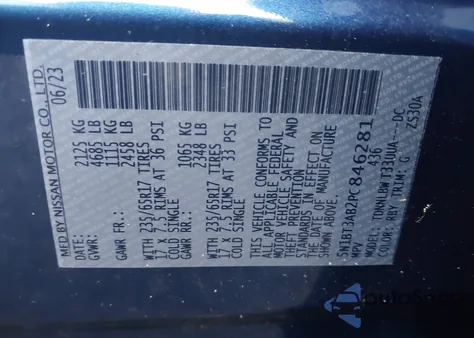 MFD BY NISSAN MOTOR CO., LTD.
DATE: 06/23
GVWR: 2125 KG
4685 LB
GAWR FR: 1115 KG
2458 LB
WITH 235/65R17 TIRES
17 X 7.5 RIMS AT 36 PSI
COLD SINGLE
GAWR RR: 1065 KG
2348 LB
WITH 235/65R17 TIRES
17 X 7.5 RIMS AT 33 PSI
COLD SINGLE
THIS VEHICLE CONFORMS TO
ALL APPLICABLE FEDERAL
MOTOR VEHICLE SAFETY AND
THEFT PREVENTION
STANDARDS IN EFFECT ON
THE DATE OF MANUFACTURE
SHOWN ABOVE.
5N1BT3AB2PC846281
MPV 436
MODEL: TDNNLBWT33UUA---DC
COLOR: RBY TRIM: G ZS30A